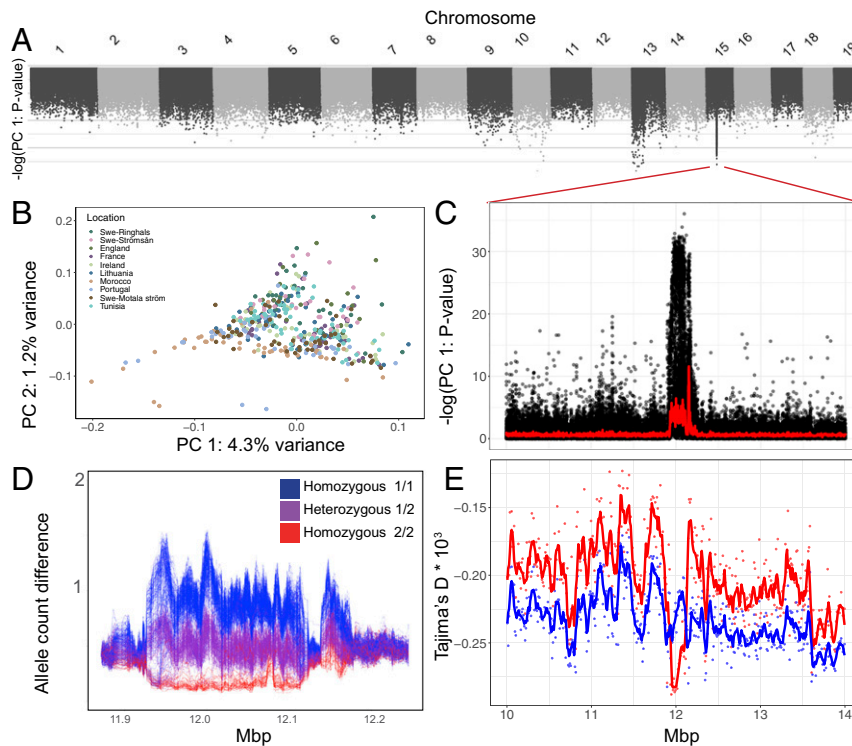 Chromosome
A
1 2 3 4 5 6 7 8 9 10 11 12 13 14 15 16 17 18 19
-log(PC 1: P-value)
B
Location
Swe-Ringhals
Swe-Strömsån
England
France
Ireland
Lithuania
Morocco
Portugal
Swe-Motala ström
Tunisia
0.2
0.1
0.0
−0.1
PC 2: 1.2% variance
−0.2 −0.1 0.0 0.1
PC 1: 4.3% variance
C
30
20
10
0
-log(PC 1: P-value)
D
2
1
Allele count difference
Homozygous 1/1
Heterozygous 1/2
Homozygous 2/2
11.9 12.0 12.1 12.2
Mbp
E
−0.15
−0.20
−0.25
Tajima's D * 10³
10 11 12 13 14
Mbp